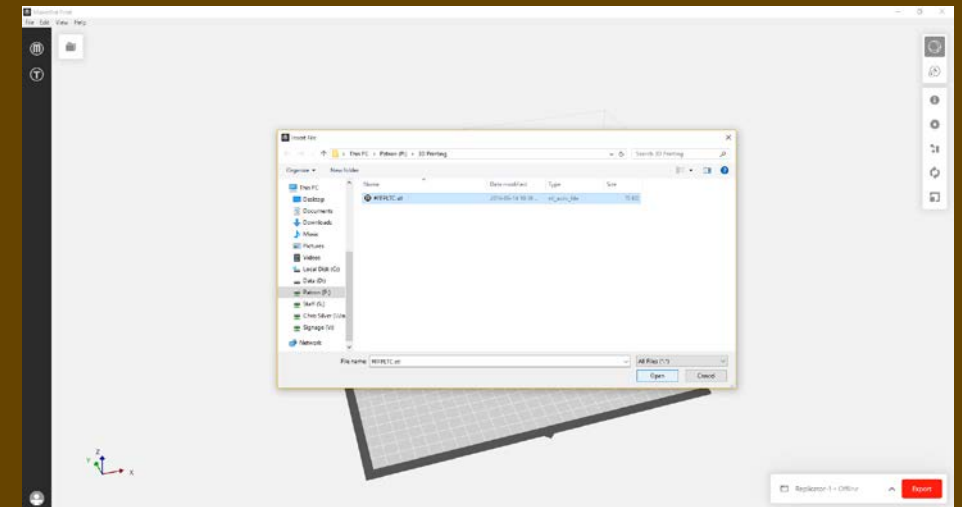 MakerBot Print
File Edit View Help
Insert File
This PC > Patron (P:) > 3D Printing
Search 3D Printing
Organize New folder
Name Date modified Type Size
This PC
Desktop
Documents
Downloads
Music
Pictures
Videos
Local Disk (C:)
Data (D:)
Patron (P:)
Staff (S:)
Signage (V:)
Network
File name:
All Files (*.*)
Open Cancel
Z
Y
X
Replicator 1 - Offline
Export